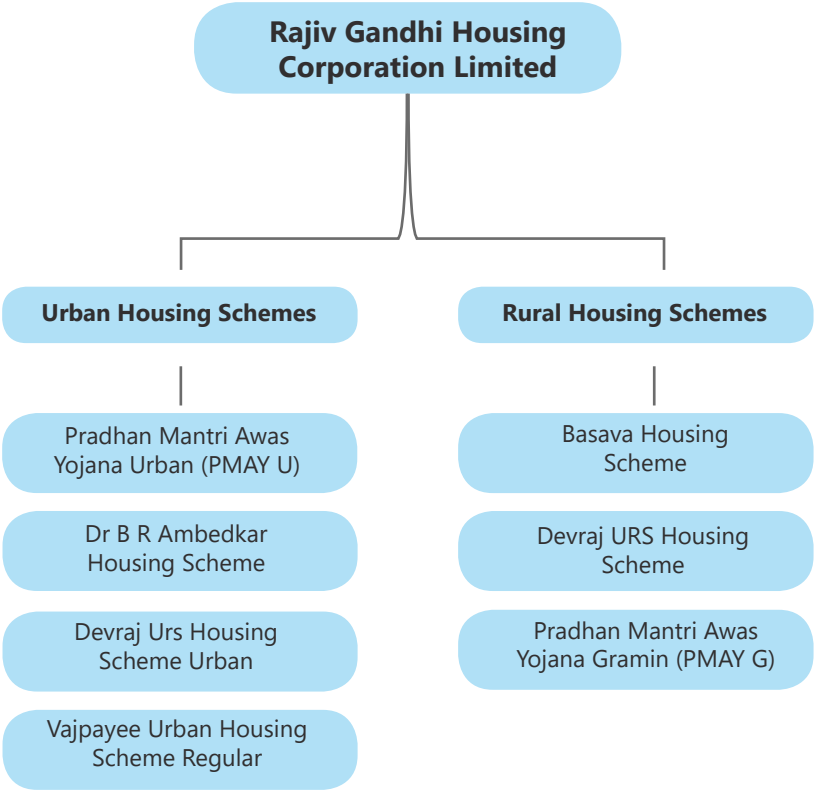 Rajiv Gandhi Housing
Corporation Limited
Urban Housing Schemes
Pradhan Mantri Awas
Yojana Urban (PMAY U)
Dr B R Ambedkar
Housing Scheme
Devraj Urs Housing
Scheme Urban
Vajpayee Urban Housing
Scheme Regular
Rural Housing Schemes
Basava Housing
Scheme
Devraj URS Housing
Scheme
Pradhan Mantri Awas
Yojana Gramin (PMAY G)